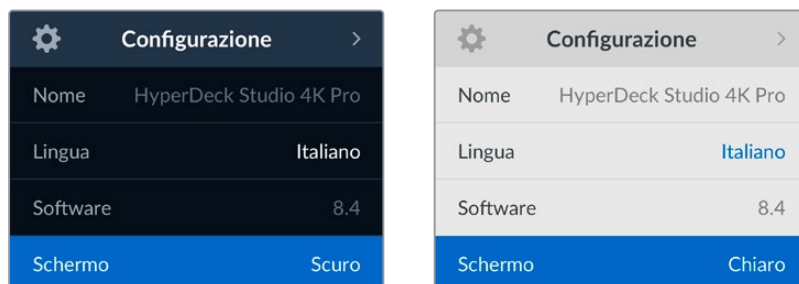 Configurazione >
Nome HyperDeck Studio 4K Pro
Lingua Italiano
Software 8.4
Schermo Scuro
Configurazione >
Nome HyperDeck Studio 4K Pro
Lingua Italiano
Software 8.4
Schermo Chiaro